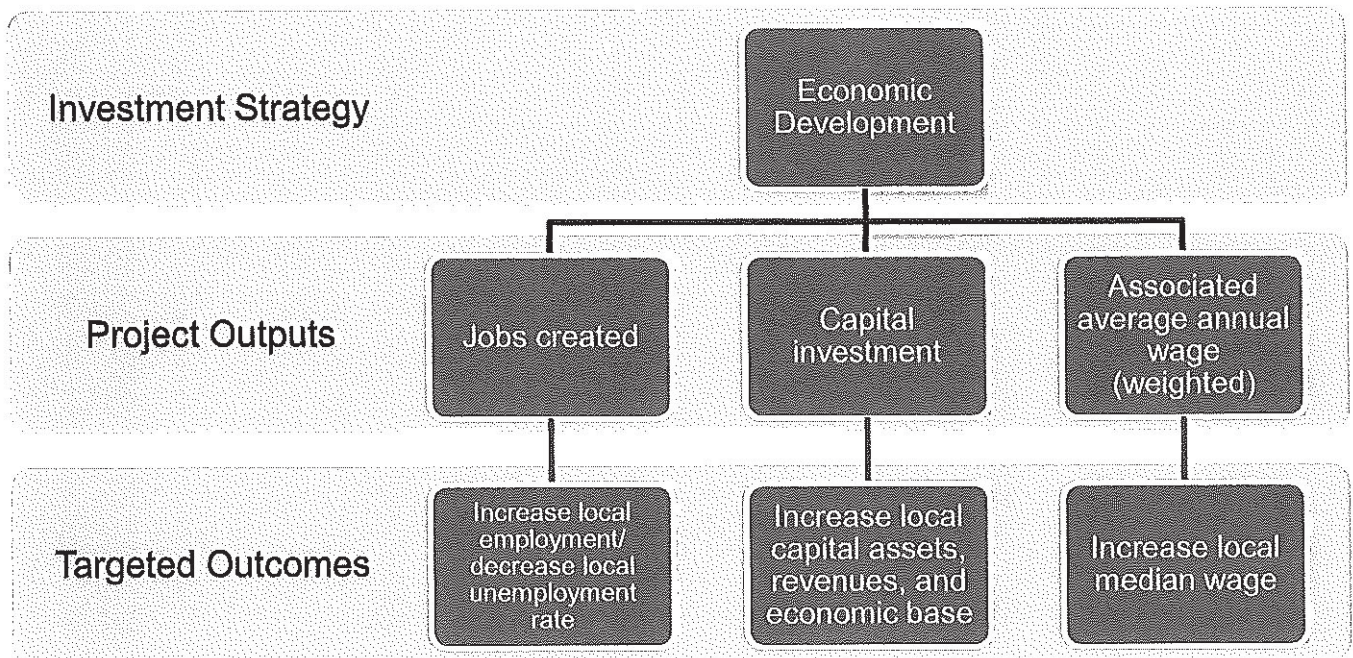 Investment Strategy
Economic
Development
Project Outputs
Jobs created
Capital
investment
Associated
average annual
wage
(weighted)
Targeted Outcomes
Increase local
employment/
decrease local
unemployment
rate
Increase local
capital assets,
revenues, and
economic base
Increase local
median wage